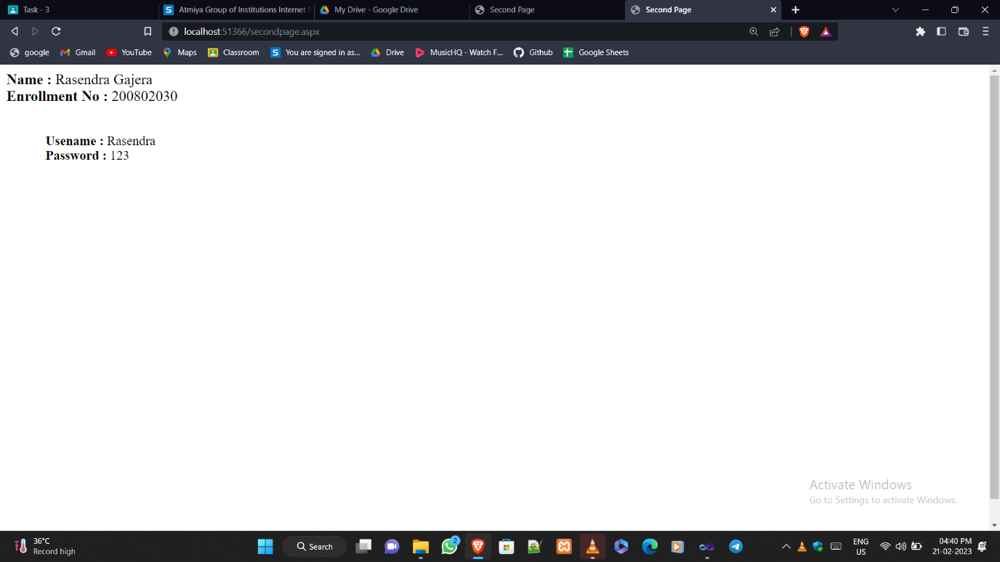 Task - 3
Atmiya Group of Institutions Internet S
My Drive - Google Drive
Second Page
Second Page
localhost:51366/secondpage.aspx
google
Gmail
YouTube
Maps
Classroom
You are signed in as...
Drive
MusicHQ - Watch F...
Github
Google Sheets
Name : Rasendra Gajera
Enrollment No : 200802030
Usename : Rasendra
Password : 123
Activate Windows
Go to Settings to activate Windows.
36°C
Record high
Search
2
ENG
US
04:40 PM
21-02-2023